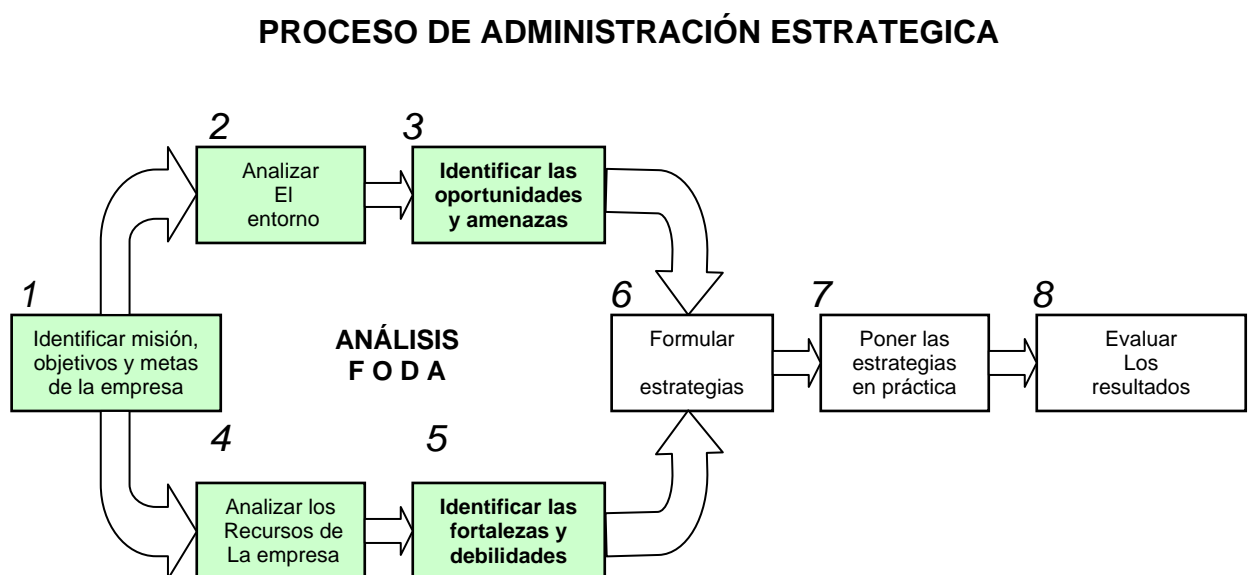 PROCESO DE ADMINISTRACIÓN ESTRATEGICA
2
Analizar
El
entorno
3
Identificar las
oportunidades
y amenazas
1
Identificar misión,
objetivos y metas
de la empresa
ANÁLISIS
F O D A
6
Formular
estrategias
7
Poner las
estrategias
en práctica
8
Evaluar
Los
resultados
4
Analizar los
Recursos de
La empresa
5
Identificar las
fortalezas y
debilidades